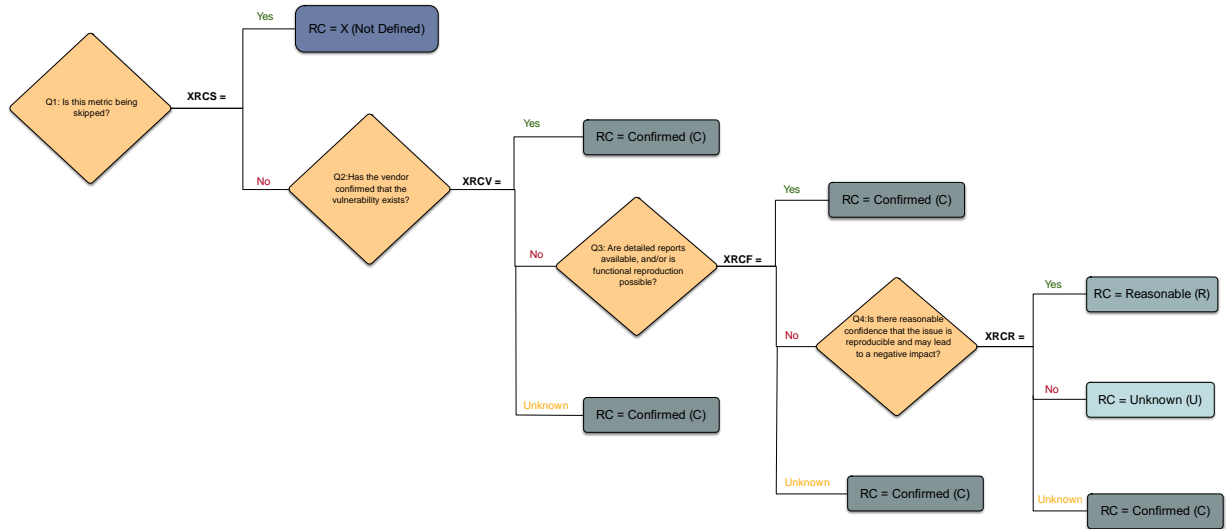 Yes
RC = X (Not Defined)
Q1: Is this metric being
skipped?
XRCS =
No
Q2:Has the vendor
confirmed that the
vulnerability exists?
XRCV =
Yes
RC = Confirmed (C)
No
Q3: Are detailed reports
available, and/or is
functional reproduction
possible?
XRCF =
Unknown
RC = Confirmed (C)
Yes
RC = Confirmed (C)
No
Q4:Is there reasonable
confidence that the issue is
reproducible and may lead
to a negative impact?
XRCR =
Unknown
RC = Confirmed (C)
Yes
RC = Reasonable (R)
No
RC = Unknown (U)
Unknown
RC = Confirmed (C)